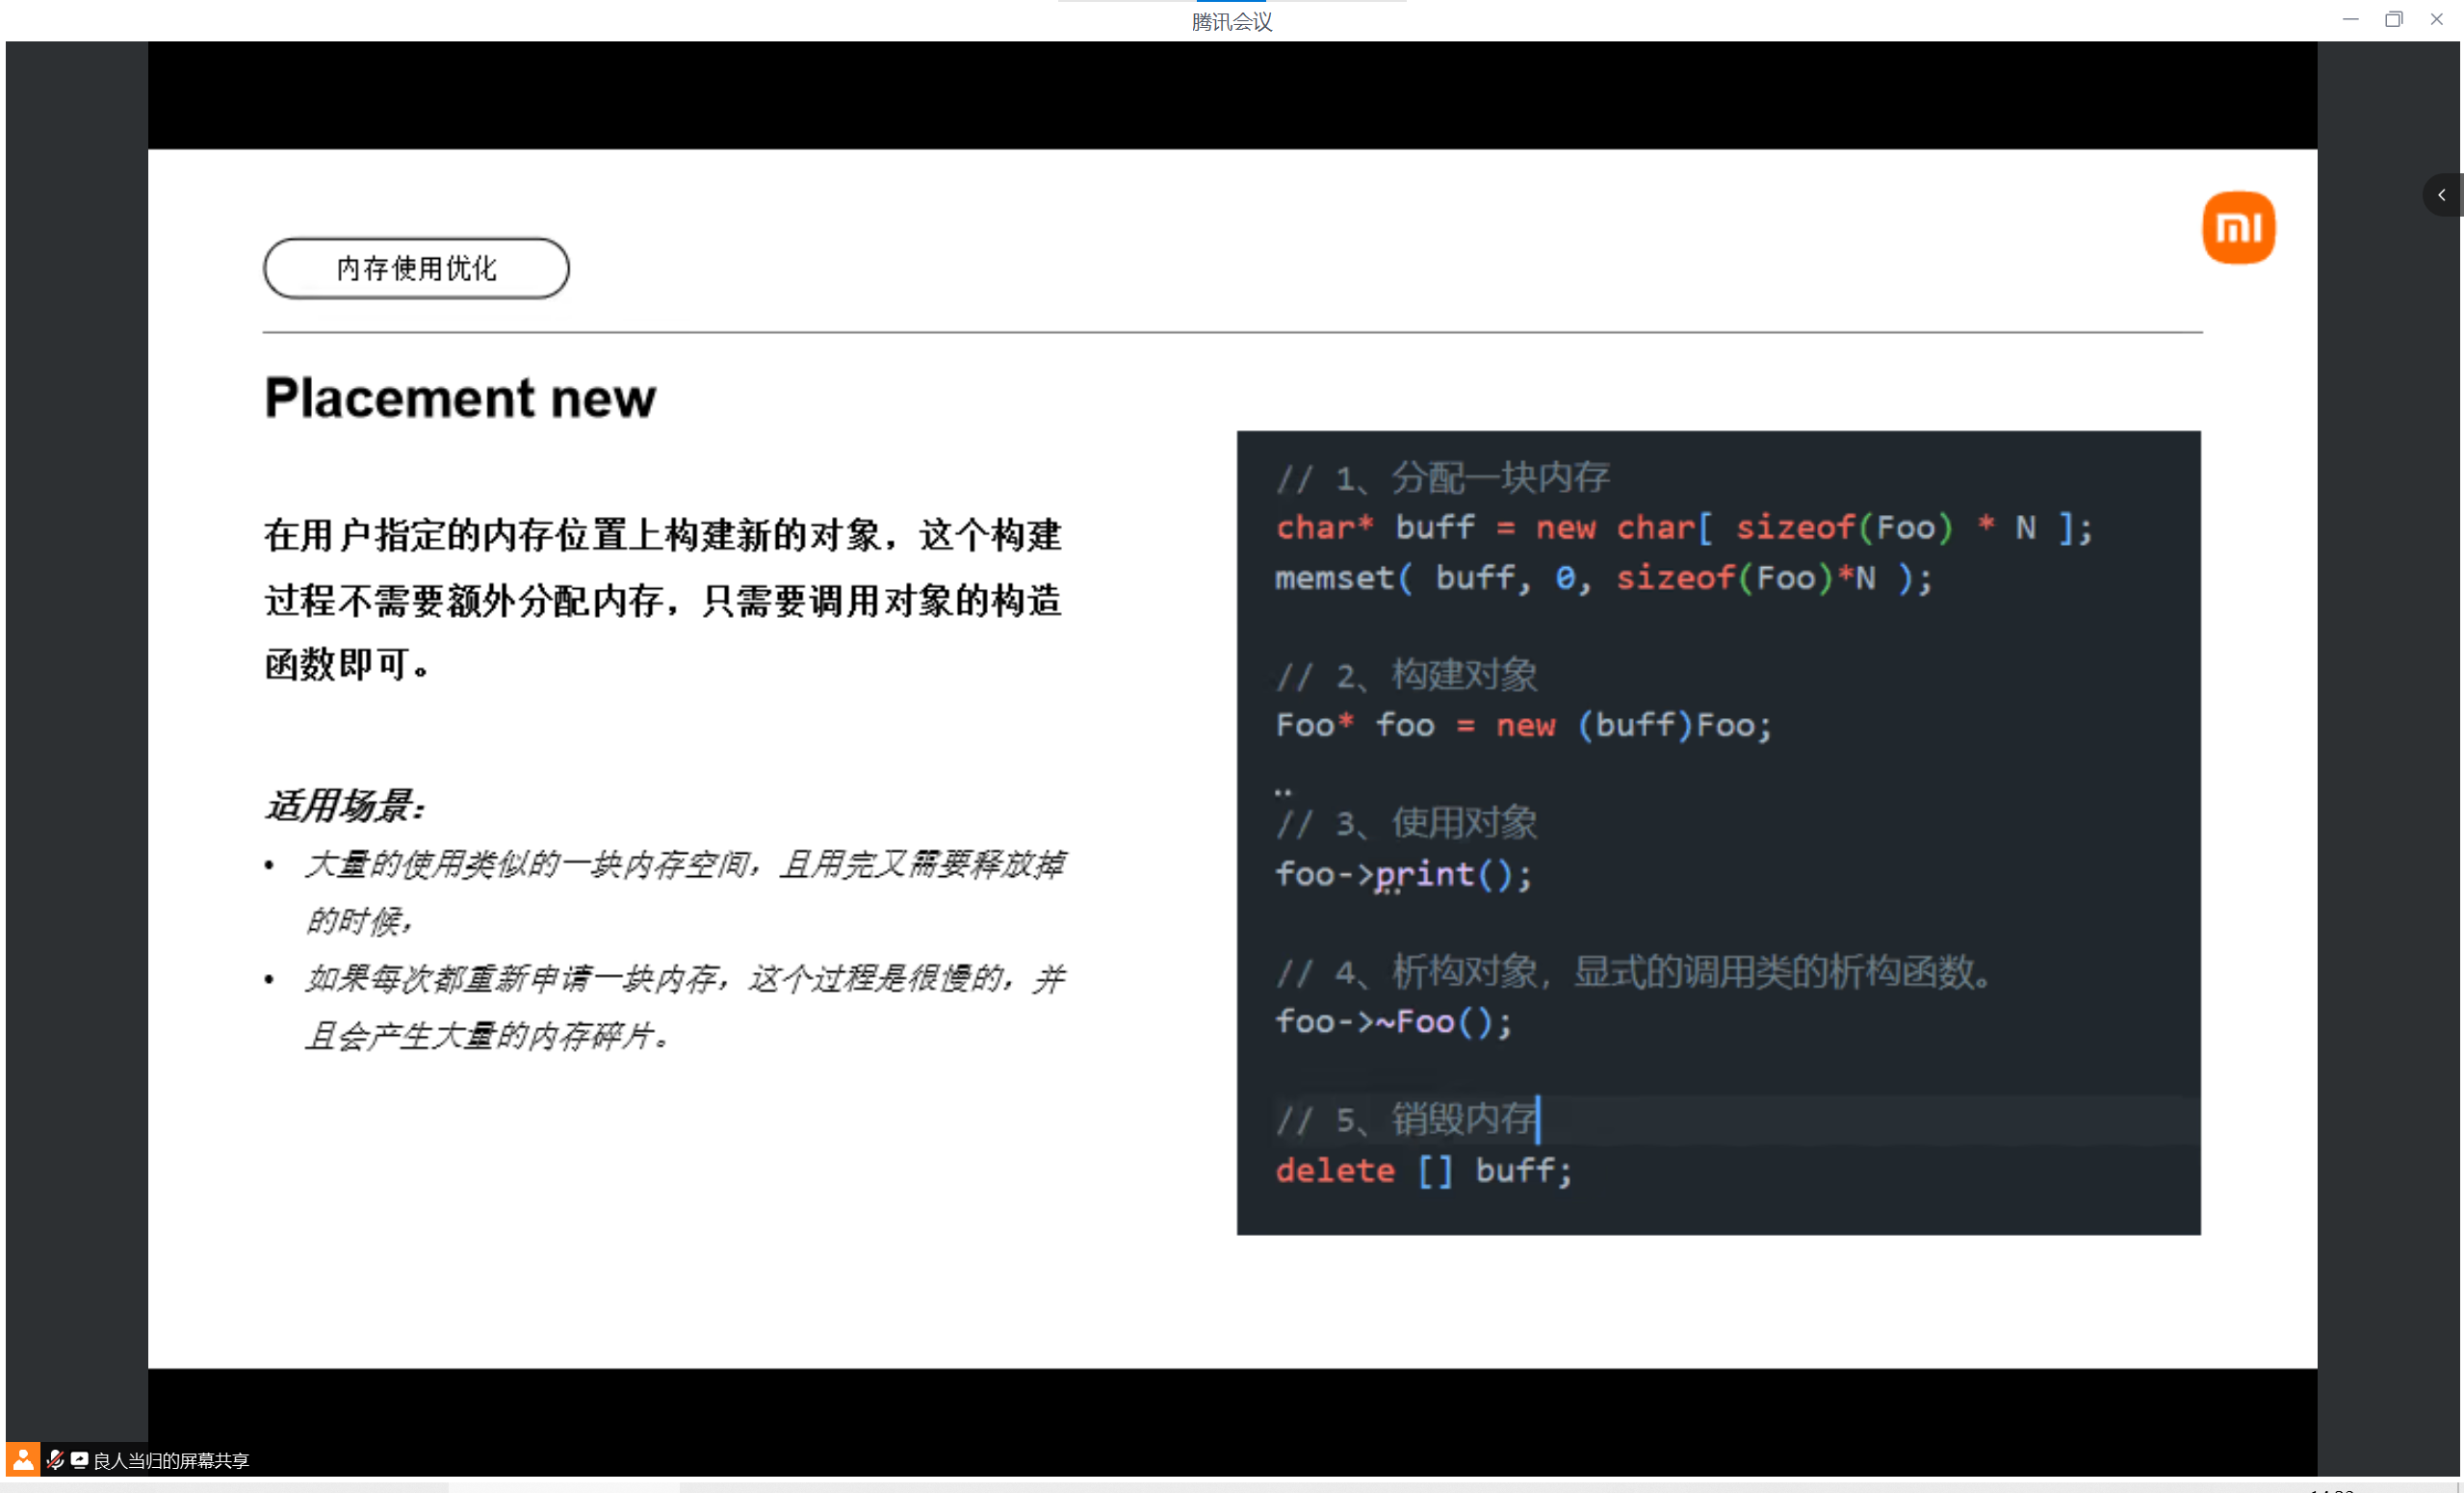 腾讯会议
内存使用优化
Placement new
在用户指定的内存位置上构建新的对象，这个构建
过程不需要额外分配内存，只需要调用对象的构造
函数即可。
适用场景：
• 大量的使用类似的一块内存空间，且用完又需要释放掉
的时候，
• 如果每次都重新申请一块内存，这个过程是很慢的，并
且会产生大量的内存碎片。
// 1、分配一块内存
char* buff = new char[ sizeof(Foo) * N ];
memset( buff, 0, sizeof(Foo)*N );
// 2、构建对象
Foo* foo = new (buff)Foo;
// 3、使用对象
foo->print();
// 4、析构对象，显式的调用类的析构函数。
foo->~Foo();
// 5、销毁内存
delete [] buff;
良人当归的屏幕共享